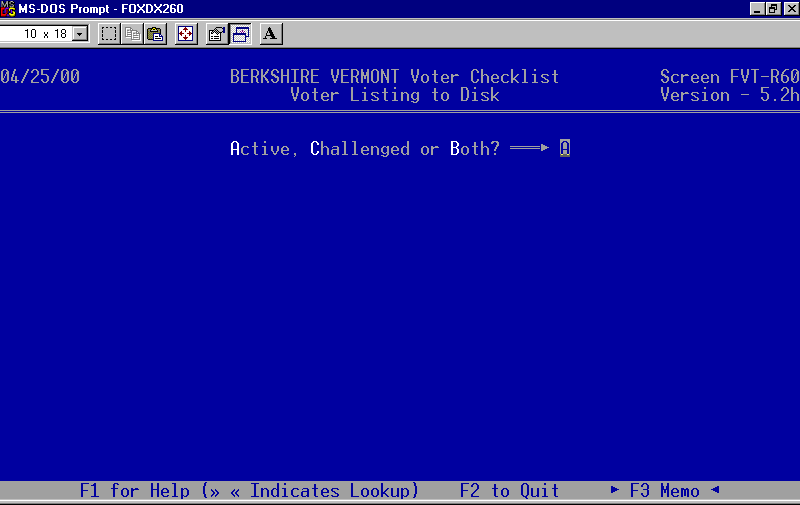 MS-DOS Prompt - FOXDX260
10 x 18
A
04/25/00 BERKSHIRE VERMONT Voter Checklist Screen FVT-R60
Voter Listing to Disk Version - 5.2h
Active, Challenged or Both? ═══► A
F1 for Help (» « Indicates Lookup) F2 to Quit ► F3 Memo ◄